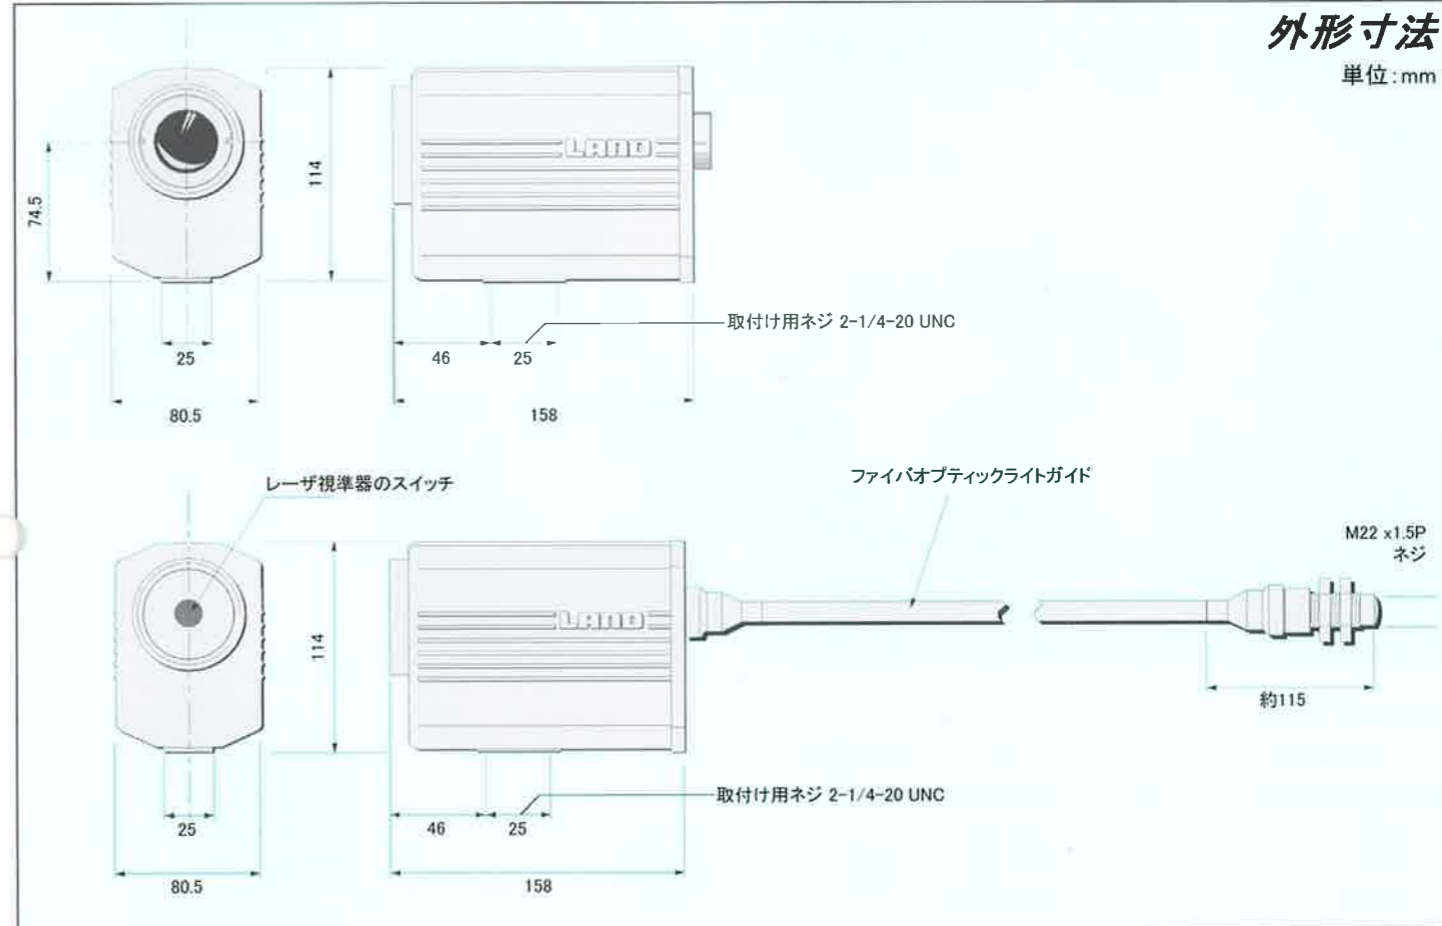 外形寸法
単位:mm
LAND
114
74.5
取付け用ネジ 2-1/4-20 UNC
25
46
25
80.5
158
レーザ視準器のスイッチ
ファイバオプティックライトガイド
M22 x1.5P
ネジ
LAND
114
約115
取付け用ネジ 2-1/4-20 UNC
25
46
25
80.5
158